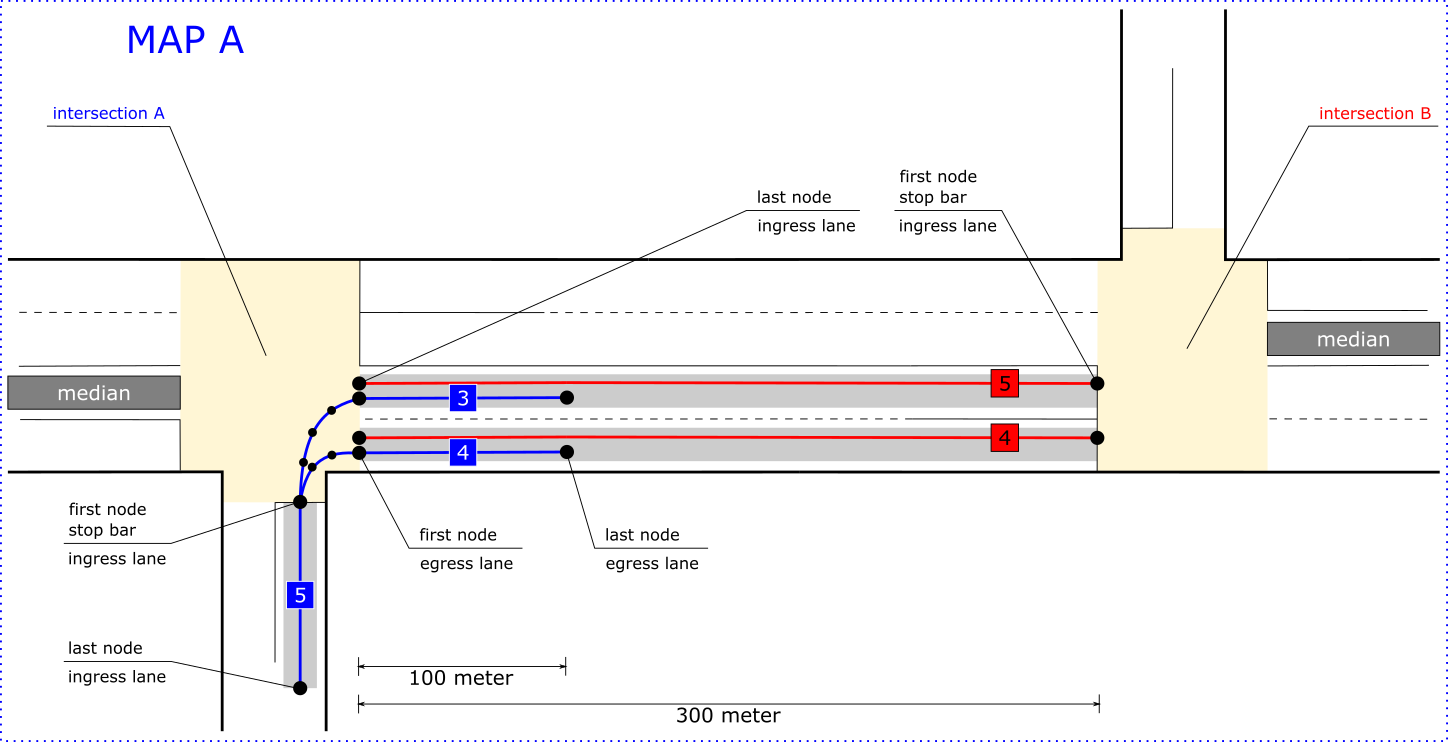 MAP A
intersection A
intersection B
first node
stop bar
ingress lane
last node
ingress lane
median
median
5
3
4
4
first node
stop bar
ingress lane
first node
egress lane
last node
egress lane
5
last node
ingress lane
100 meter
300 meter